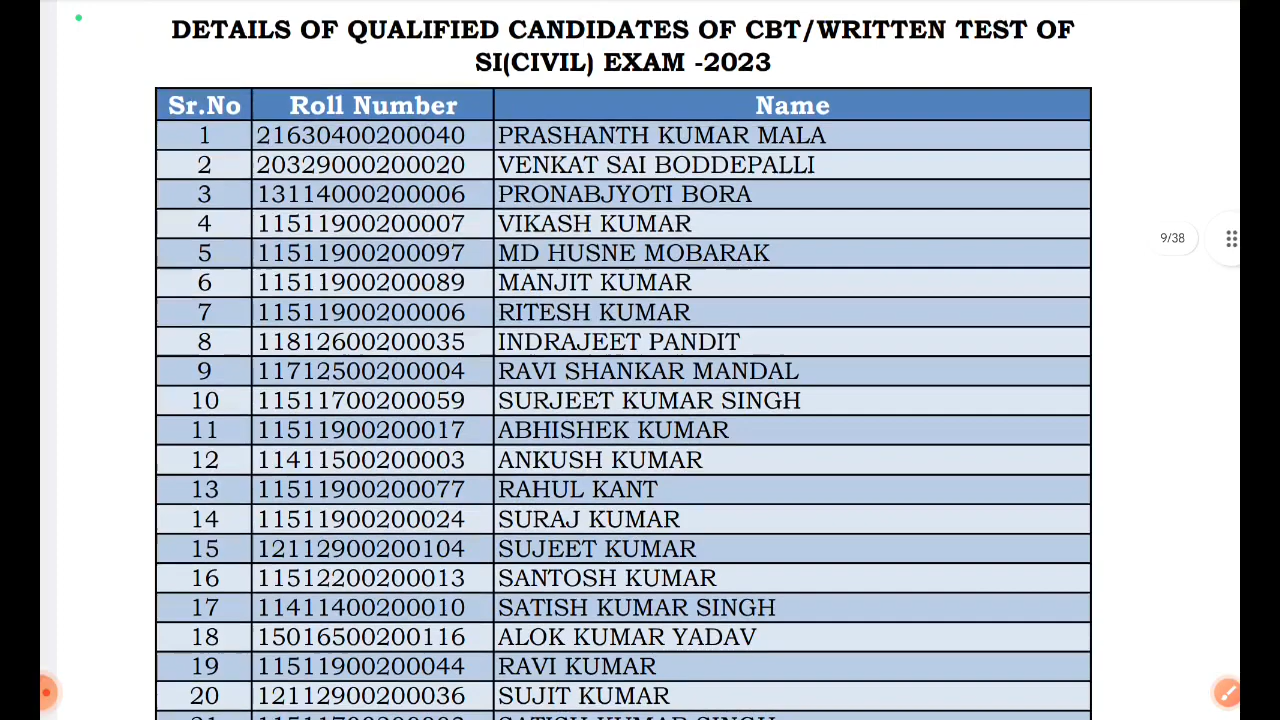 DETAILS OF QUALIFIED CANDIDATES OF CBT/WRITTEN TEST OF
SI(CIVIL) EXAM -2023
Sr.No Roll Number Name
1 21630400200040 PRASHANTH KUMAR MALA
2 20329000200020 VENKAT SAI BODDEPALLI
3 13114000200006 PRONABJYOTI BORA
4 11511900200007 VIKASH KUMAR
5 11511900200097 MD HUSNE MOBARAK
6 11511900200089 MANJIT KUMAR
7 11511900200006 RITESH KUMAR
8 11812600200035 INDRAJEET PANDIT
9 11712500200004 RAVI SHANKAR MANDAL
10 11511700200059 SURJEET KUMAR SINGH
11 11511900200017 ABHISHEK KUMAR
12 11411500200003 ANKUSH KUMAR
13 11511900200077 RAHUL KANT
14 11511900200024 SURAJ KUMAR
15 12112900200104 SUJEET KUMAR
16 11512200200013 SANTOSH KUMAR
17 11411400200010 SATISH KUMAR SINGH
18 15016500200116 ALOK KUMAR YADAV
19 11511900200044 RAVI KUMAR
20 12112900200036 SUJIT KUMAR
9/38